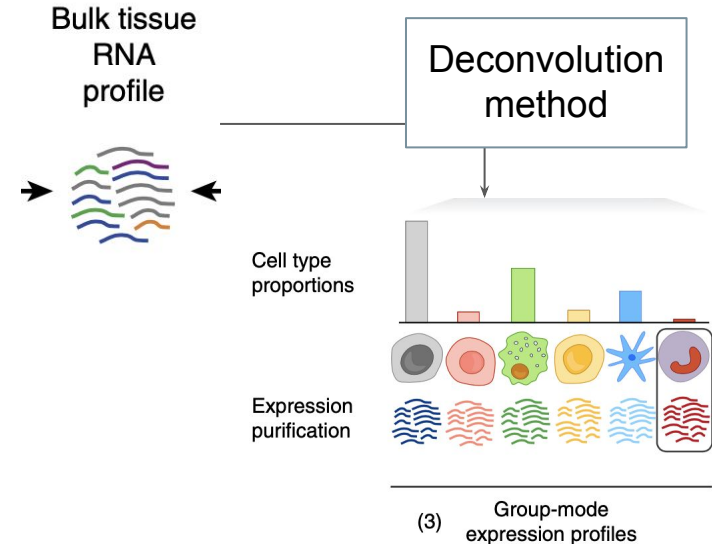 Bulk tissue
RNA
profile
Deconvolution
method
Cell type
proportions
Expression
purification
(3) Group-mode
expression profiles